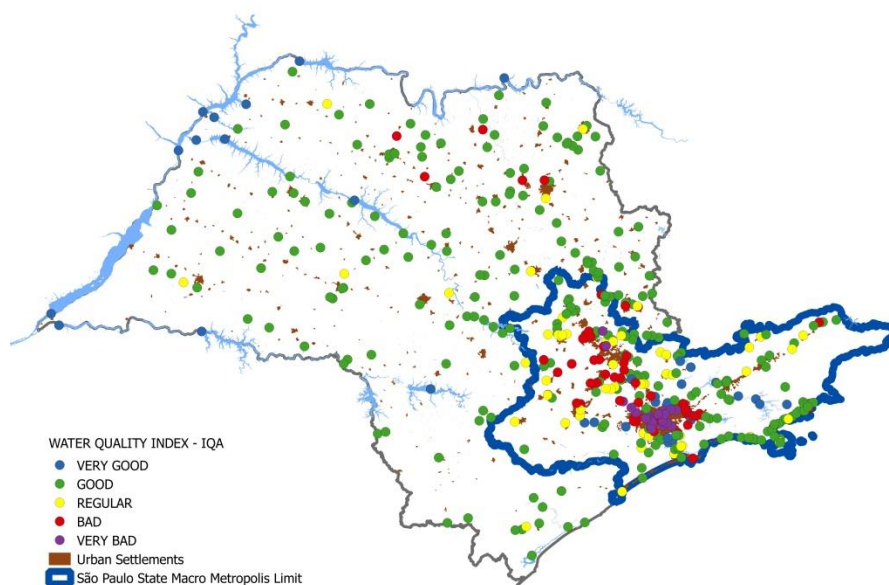 WATER QUALITY INDEX - IQA
VERY GOOD
GOOD
REGULAR
BAD
VERY BAD
Urban Settlements
São Paulo State Macro Metropolis Limit